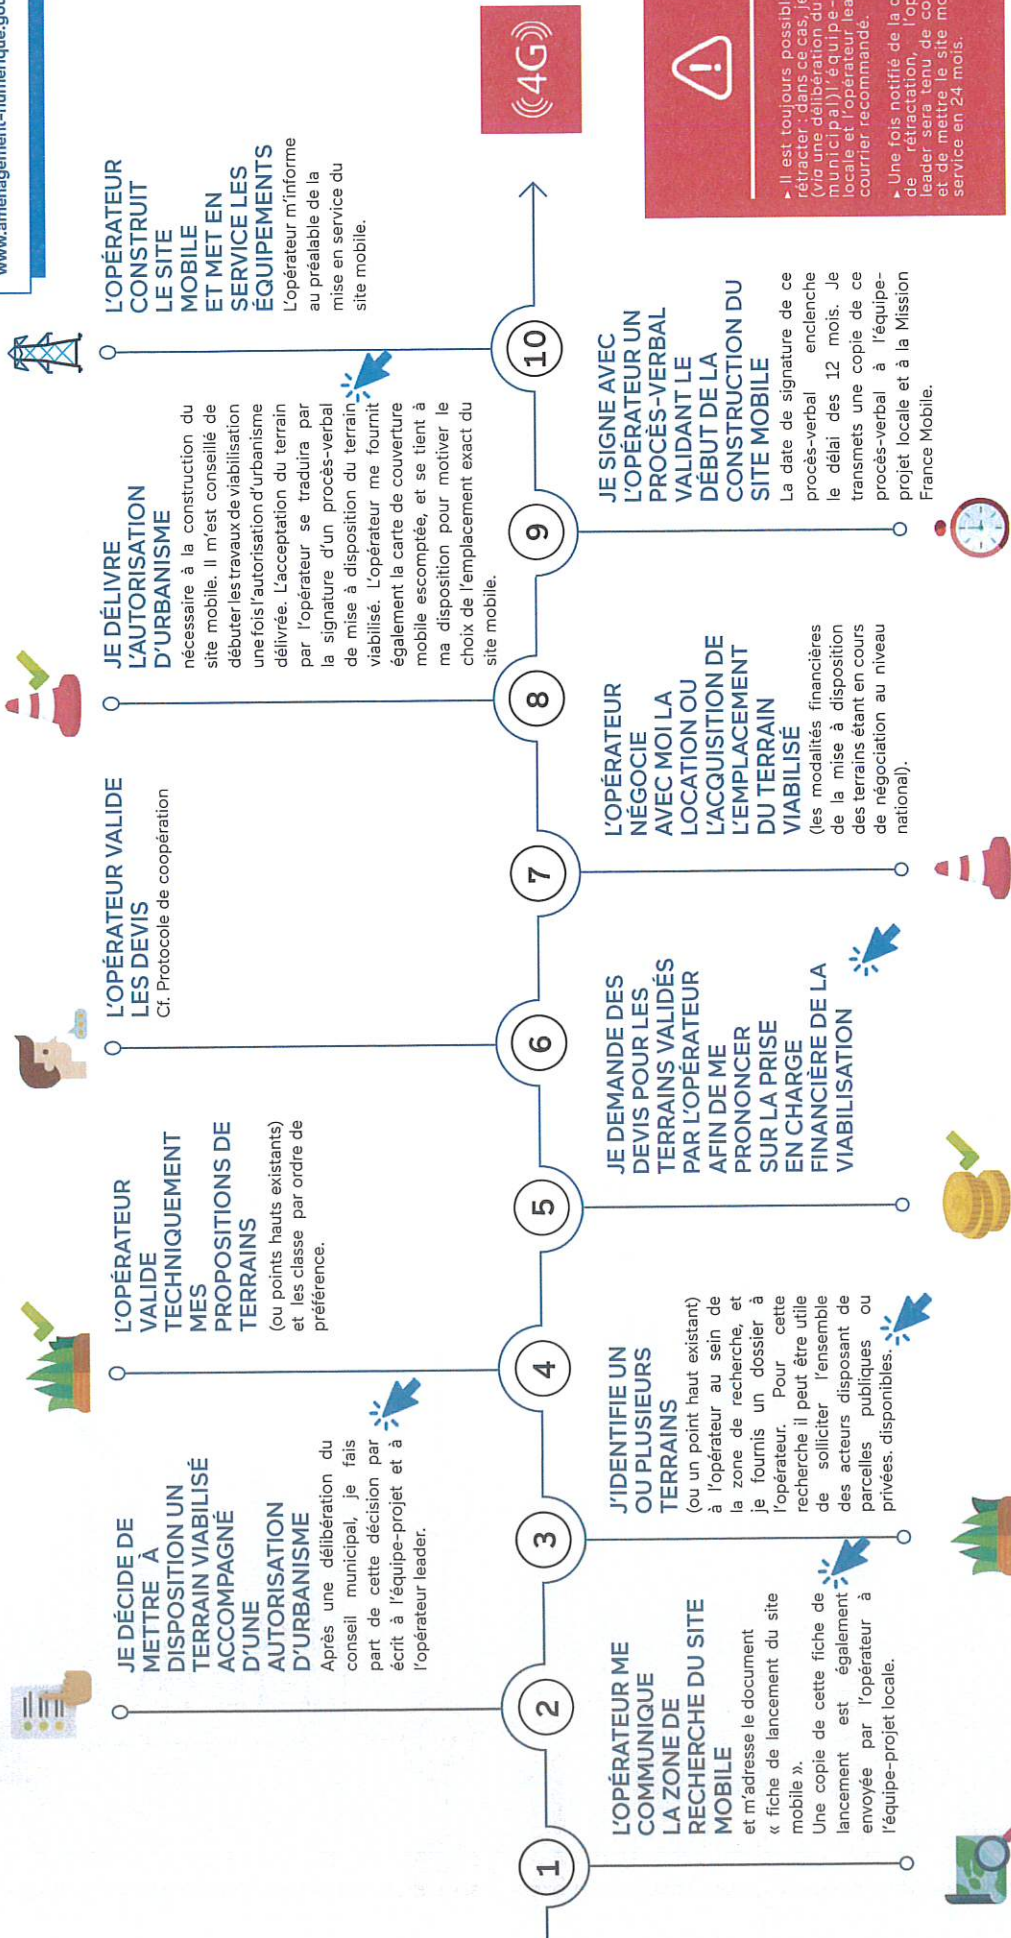 www.amenagement-numerique.gou
1
L'OPÉRATEUR ME
COMMUNIQUE
LA ZONE DE
RECHERCHE DU SITE
MOBILE
et m'adresse le document
« fiche de lancement du site
mobile ».
Une copie de cette fiche de
lancement est également
envoyée par l'opérateur à
l'équipe-projet locale.
2
JE DÉCIDE DE
METTRE À
DISPOSITION UN
TERRAIN VIABILISÉ
ACCOMPAGNÉ
D'UNE
AUTORISATION
D'URBANISME
Après une délibération du
conseil municipal, je fais
part de cette décision par
écrit à l'équipe-projet et à
l'opérateur leader.
3
J'IDENTIFIE UN
OU PLUSIEURS
TERRAINS
(ou un point haut existant)
à l'opérateur au sein de
la zone de recherche, et
je fournis un dossier à
l'opérateur. Pour cette
recherche il peut être utile
de solliciter l'ensemble
des acteurs disposant de
parcelles publiques ou
privées. disponibles.
4
L'OPÉRATEUR
VALIDE
TECHNIQUEMENT
MES
PROPOSITIONS DE
TERRAINS
(ou points hauts existants)
et les classe par ordre de
préférence.
5
JE DEMANDE DES
DEVIS POUR LES
TERRAINS VALIDÉS
PAR L'OPÉRATEUR
AFIN DE ME
PRONONCER
SUR LA PRISE
EN CHARGE
FINANCIÈRE DE LA
VIABILISATION
6
L'OPÉRATEUR VALIDE
LES DEVIS
Cf. Protocole de coopération
7
L'OPÉRATEUR
NÉGOCIE
AVEC MOI LA
LOCATION OU
L'ACQUISITION DE
L'EMPLACEMENT
DU TERRAIN
VIABILISÉ
(les modalités financières
de la mise à disposition
des terrains étant en cours
de négociation au niveau
national).
8
JE DÉLIVRE
L'AUTORISATION
D'URBANISME
nécessaire à la construction du
site mobile. Il m'est conseillé de
débuter les travaux de viabilisation
une fois l'autorisation d'urbanisme
délivrée. L'acceptation du terrain
par l'opérateur se traduira par
la signature d'un procès-verbal
de mise à disposition du terrain
viabilisé. L'opérateur me fournit
également la carte de couverture
mobile escomptée, et se tient à
ma disposition pour motiver le
choix de l'emplacement exact du
site mobile.
9
JE SIGNE AVEC
L'OPÉRATEUR UN
PROCÈS-VERBAL
VALIDANT LE
DÉBUT DE LA
CONSTRUCTION DU
SITE MOBILE
La date de signature de ce
procès-verbal enclenche
le délai des 12 mois. Je
transmets une copie de ce
procès-verbal à l'équipe-
projet locale et à la Mission
France Mobile.
10
L'OPÉRATEUR
CONSTRUIT
LE SITE
MOBILE
ET MET EN
SERVICE LES
ÉQUIPEMENTS
L'opérateur m'informe
au préalable de la
mise en service du
site mobile.
4G
► Il est toujours possible
rétracter : dans ce cas, je
(via une délibération du
municipal) l'équipe-
locale et l'opérateur lea
courrier recommandé.
► Une fois notifié de la d
de rétractation, l'op
leader sera tenu de co
et de mettre le site mo
service en 24 mois.